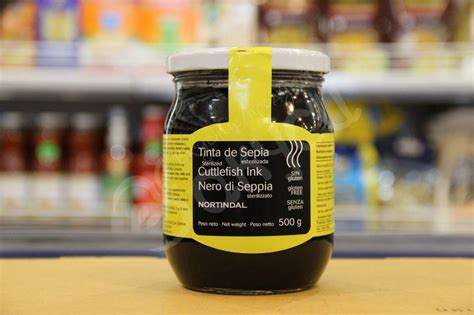 Tinta de Sepia
sterilized esterilizada
Cuttlefish Ink
Nero di Seppia
sterilizzato
NORTINDAL
SIN
gluten
gluten
FREE
SENZA
glutine
Peso neto · Net weight · Peso netto 500 g